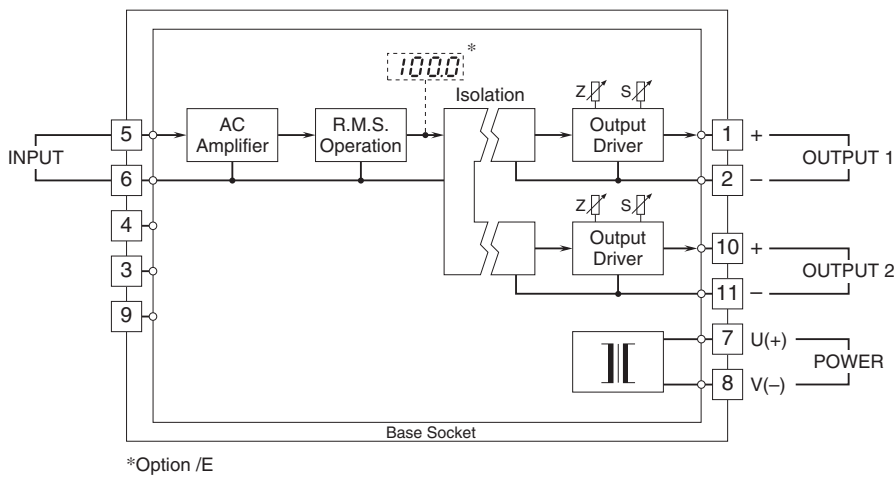 *
100.0
Isolation
Z S
5
AC
Amplifier
R.M.S.
Operation
Output
Driver
1 +
INPUT
OUTPUT 1
6
2 –
4
Z S
3
Output
Driver
10 +
OUTPUT 2
9
11 –
7 U(+)
POWER
8 V(–)
Base Socket
*Option /E